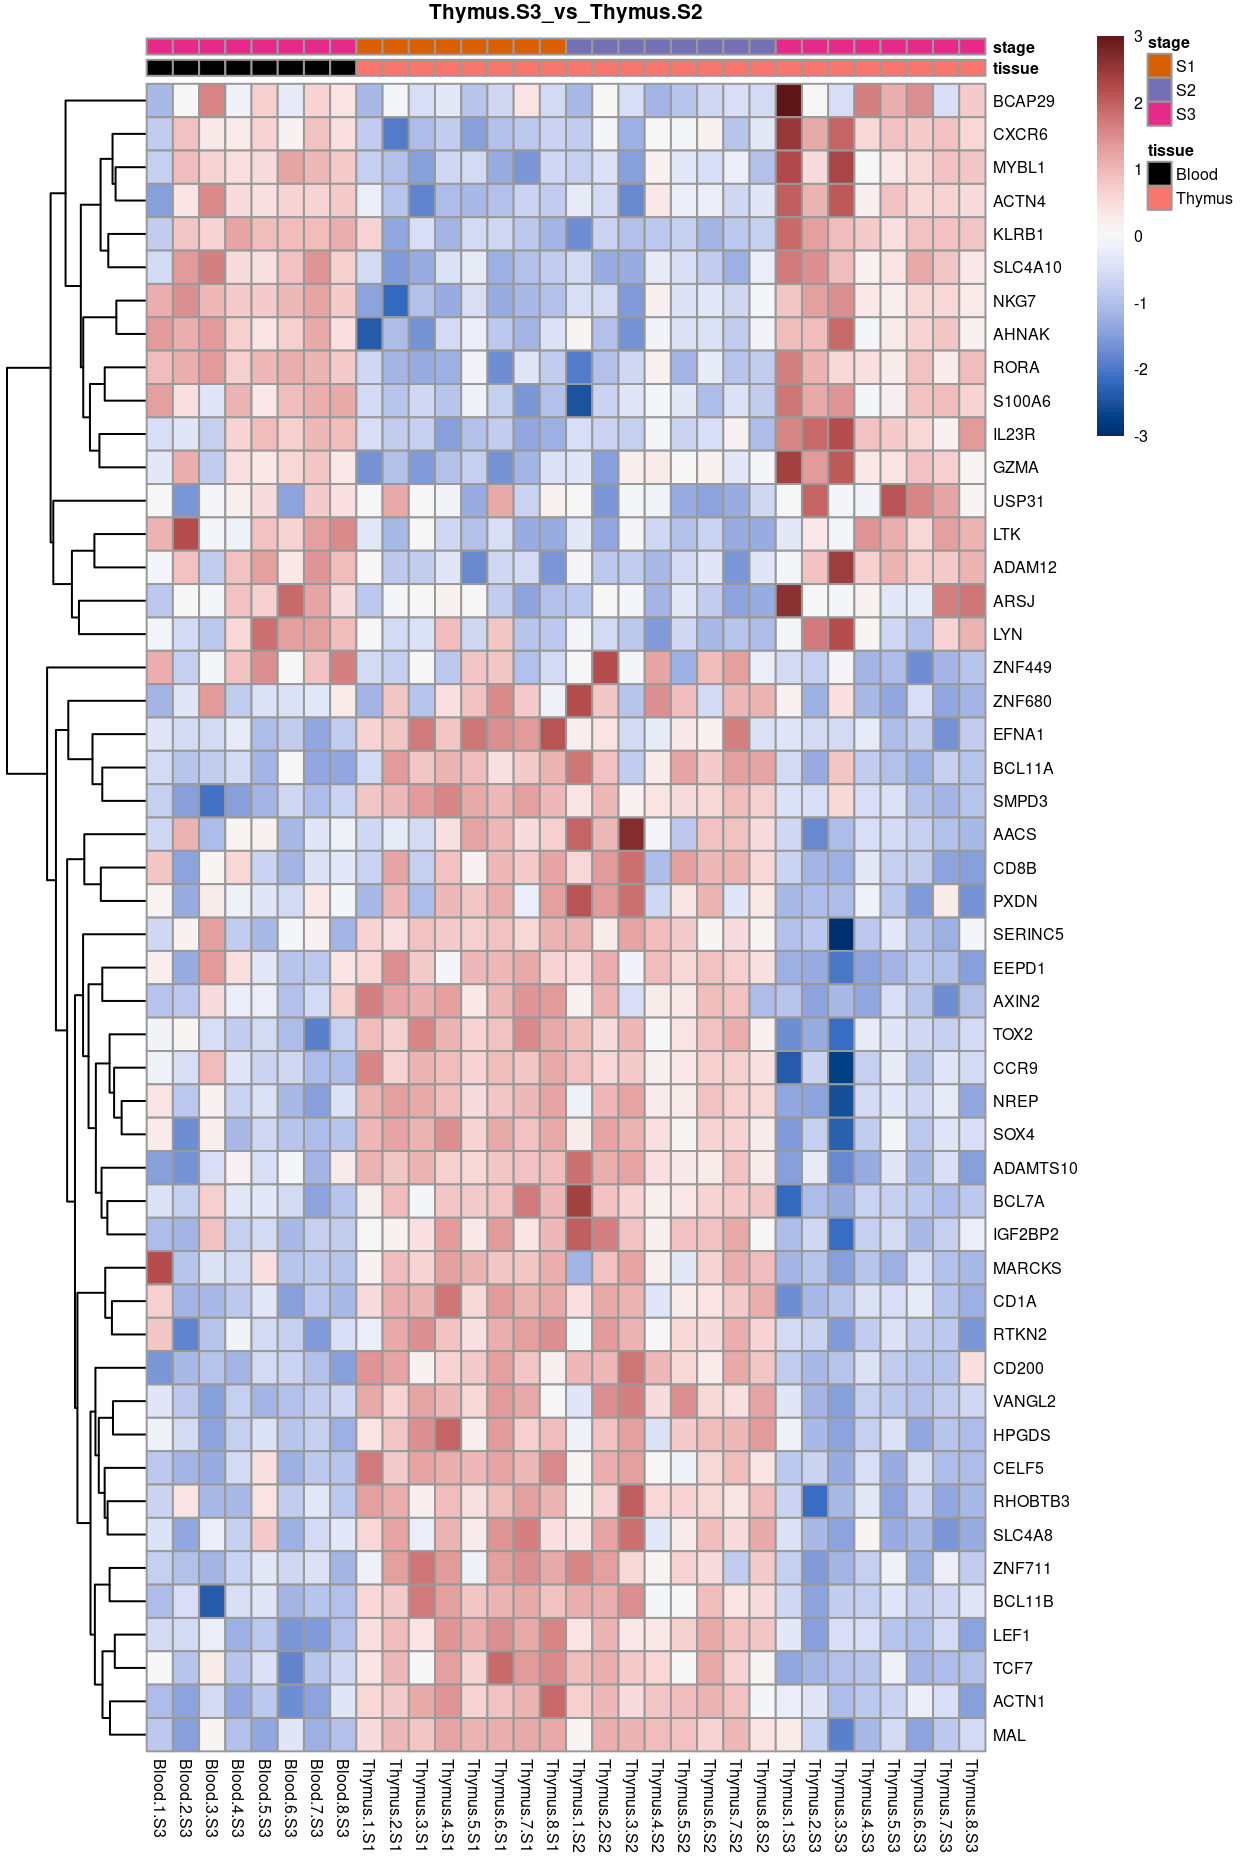 Thymus.S3_vs_Thymus.S2
stage
tissue
BCAP29
CXCR6
MYBL1
ACTN4
KLRB1
SLC4A10
NKG7
AHNAK
RORA
S100A6
IL23R
GZMA
USP31
LTK
ADAM12
ARSJ
LYN
ZNF449
ZNF680
EFNA1
BCL11A
SMPD3
AACS
CD8B
PXDN
SERINC5
EEPD1
AXIN2
TOX2
CCR9
NREP
SOX4
ADAMTS10
BCL7A
IGF2BP2
MARCKS
CD1A
RTKN2
CD200
VANGL2
HPGDS
CELF5
RHOBTB3
SLC4A8
ZNF711
BCL11B
LEF1
TCF7
ACTN1
MAL
Blood.1.S3
Blood.2.S3
Blood.3.S3
Blood.4.S3
Blood.5.S3
Blood.6.S3
Blood.7.S3
Blood.8.S3
Thymus.1.S1
Thymus.2.S1
Thymus.3.S1
Thymus.4.S1
Thymus.5.S1
Thymus.6.S1
Thymus.7.S1
Thymus.8.S1
Thymus.1.S2
Thymus.2.S2
Thymus.3.S2
Thymus.4.S2
Thymus.5.S2
Thymus.6.S2
Thymus.7.S2
Thymus.8.S2
Thymus.1.S3
Thymus.2.S3
Thymus.3.S3
Thymus.4.S3
Thymus.5.S3
Thymus.6.S3
Thymus.7.S3
Thymus.8.S3
3
2
1
0
-1
-2
-3
stage
S1
S2
S3
tissue
Blood
Thymus